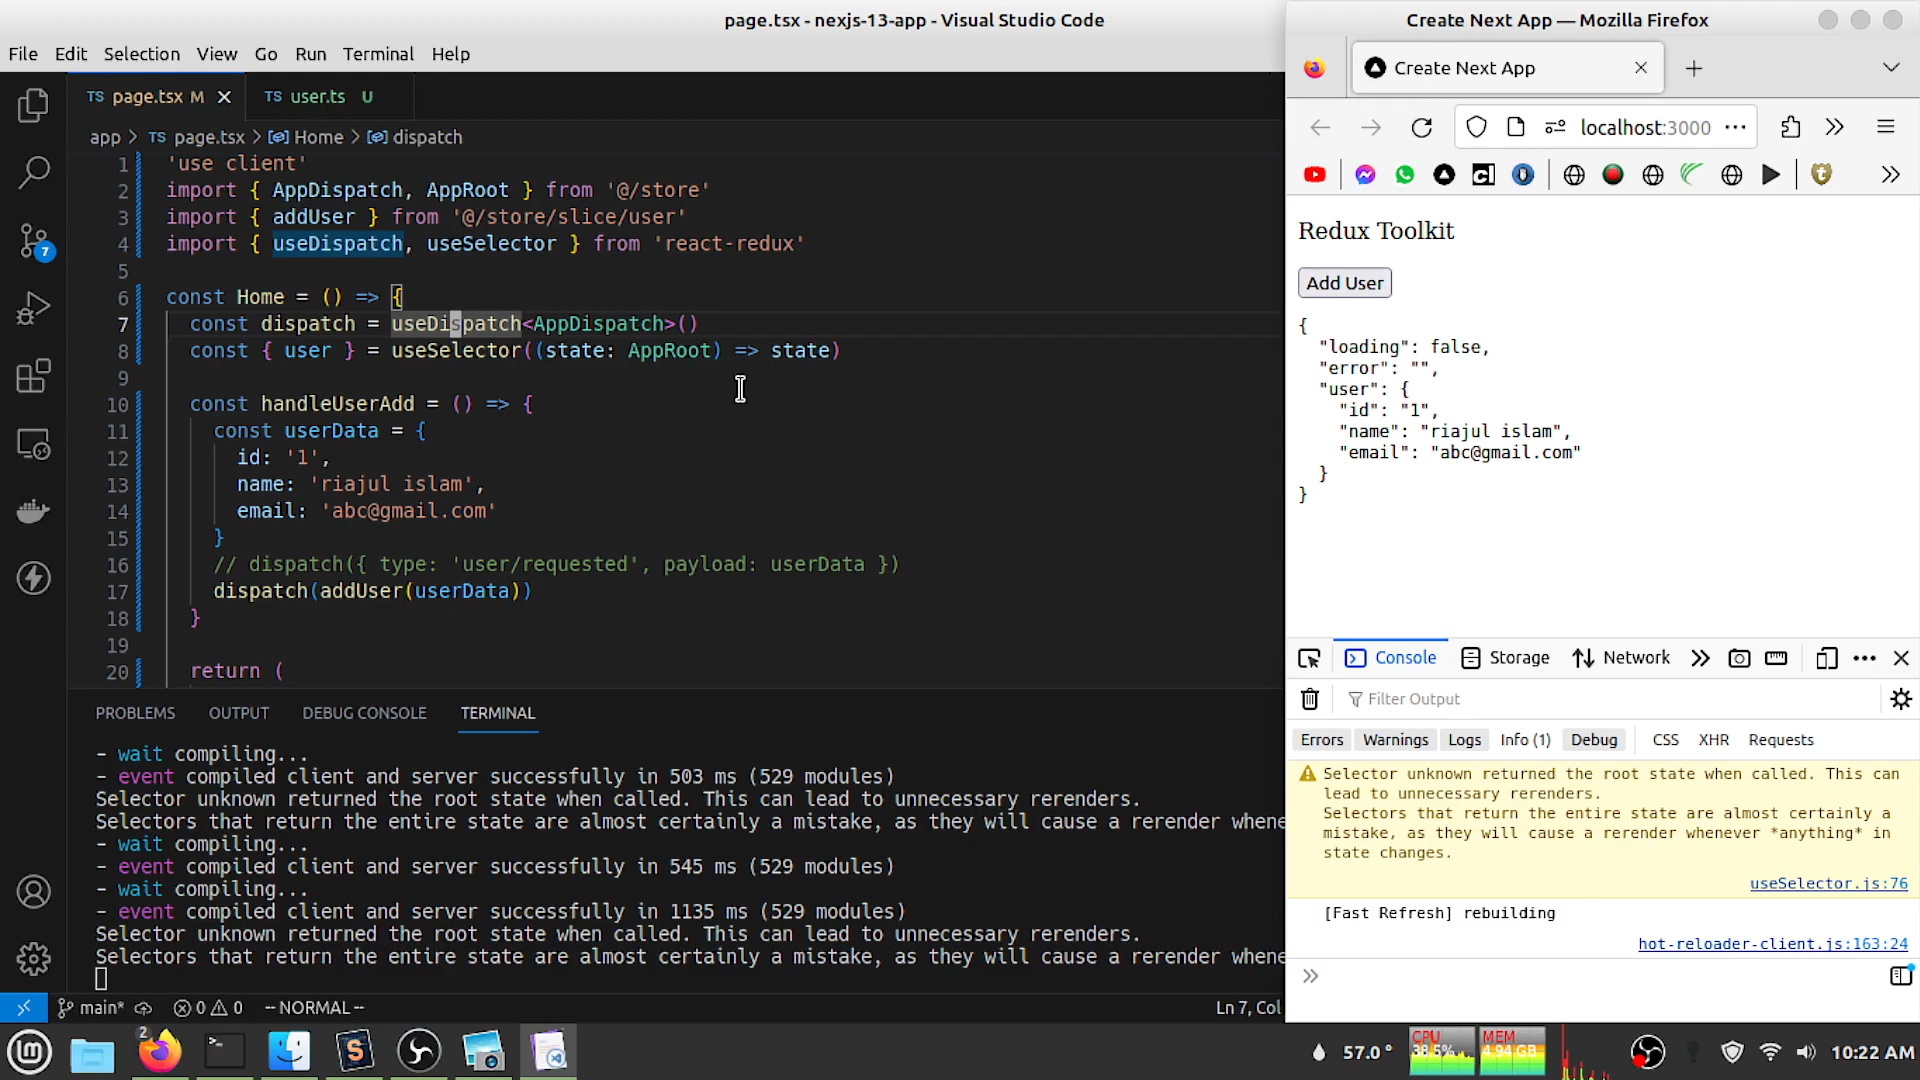 page.tsx - nexjs-13-app - Visual Studio Code
File Edit Selection View Go Run Terminal Help
TS page.tsx M
TS user.ts U
app > TS page.tsx > Home > dispatch
1 'use client'
2 import { AppDispatch, AppRoot } from '@/store'
3 import { addUser } from '@/store/slice/user'
4 import { useDispatch, useSelector } from 'react-redux'
5
6 const Home = () => {
7 const dispatch = useDispatch<AppDispatch>()
8 const { user } = useSelector((state: AppRoot) => state)
9
10 const handleUserAdd = () => {
11 const userData = {
12 id: '1',
13 name: 'riajul islam',
14 email: 'abc@gmail.com'
15 }
16 // dispatch({ type: 'user/requested', payload: userData })
17 dispatch(addUser(userData))
18 }
19
20 return (
7
PROBLEMS OUTPUT DEBUG CONSOLE TERMINAL
- wait compiling...
- event compiled client and server successfully in 503 ms (529 modules)
Selector unknown returned the root state when called. This can lead to unnecessary rerenders.
Selectors that return the entire state are almost certainly a mistake, as they will cause a rerender whene
- wait compiling...
- event compiled client and server successfully in 545 ms (529 modules)
- wait compiling...
- event compiled client and server successfully in 1135 ms (529 modules)
Selector unknown returned the root state when called. This can lead to unnecessary rerenders.
Selectors that return the entire state are almost certainly a mistake, as they will cause a rerender whene
main* 0 0 -- NORMAL -- Ln 7, Col
Create Next App — Mozilla Firefox
Create Next App
localhost:3000
Redux Toolkit
Add User
{
"loading": false,
"error": "",
"user": {
"id": "1",
"name": "riajul islam",
"email": "abc@gmail.com"
}
}
Console Storage Network
Filter Output
Errors Warnings Logs Info (1) Debug CSS XHR Requests
Selector unknown returned the root state when called. This can
lead to unnecessary rerenders.
Selectors that return the entire state are almost certainly a
mistake, as they will cause a rerender whenever *anything* in
state changes.
useSelector.js:76
[Fast Refresh] rebuilding
hot-reloader-client.js:163:24
2
57.0 °
CPU
38.5%
MEM
4.94 GB
10:22 AM